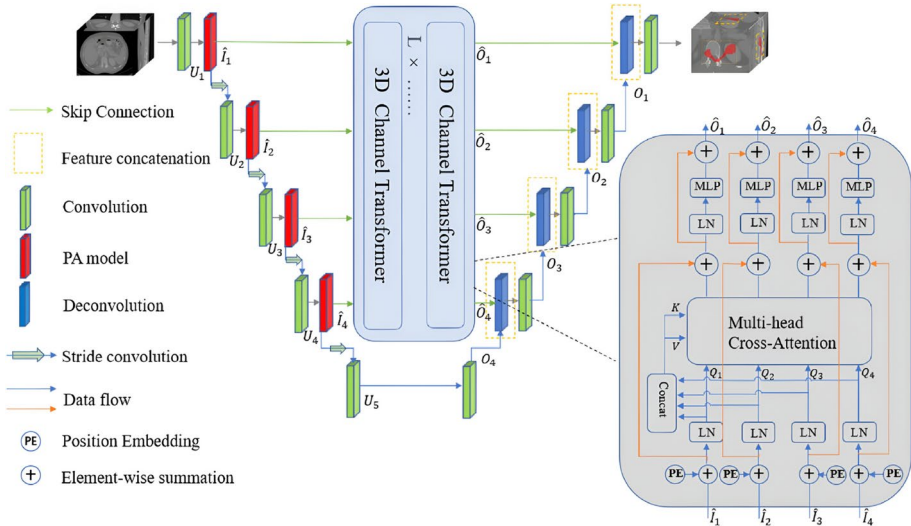 U₁
Î₁
U₂
Î₂
U₃
Î₃
U₄
Î₄
U₅
3D Channel Transformer
L × ......
3D Channel Transformer
Ô₁
Ô₂
Ô₃
Ô₄
O₁
O₂
O₃
O₄
Skip Connection
Feature concatenation
Convolution
PA model
Deconvolution
Stride convolution
Data flow
PE Position Embedding
+ Element-wise summation
Ô₁ Ô₂ Ô₃ Ô₄
+ + + +
MLP MLP MLP MLP
LN LN LN LN
+ + + +
K
V
Multi-head
Cross-Attention
Q₁ Q₂ Q₃ Q₄
Concat
LN LN LN LN
PE + PE + + PE + PE
Î₁ Î₂ Î₃ Î₄